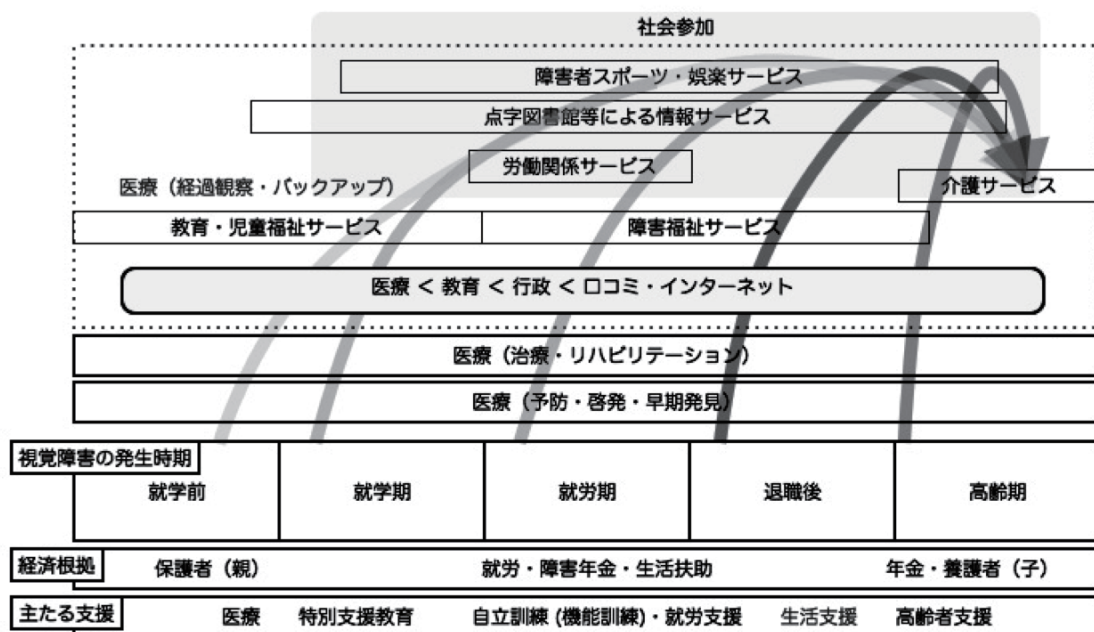 社会参加
障害者スポーツ・娯楽サービス
点字図書館等による情報サービス
労働関係サービス
医療（経過観察・バックアップ）
介護サービス
教育・児童福祉サービス
障害福祉サービス
医療 < 教育 < 行政 < 口コミ・インターネット
医療（治療・リハビリテーション）
医療（予防・啓発・早期発見）
視覚障害の発生時期
就学前
就学期
就労期
退職後
高齢期
経済根拠
保護者（親）
就労・障害年金・生活扶助
年金・養護者（子）
主たる支援
医療
特別支援教育
自立訓練 (機能訓練)・就労支援
生活支援
高齢者支援